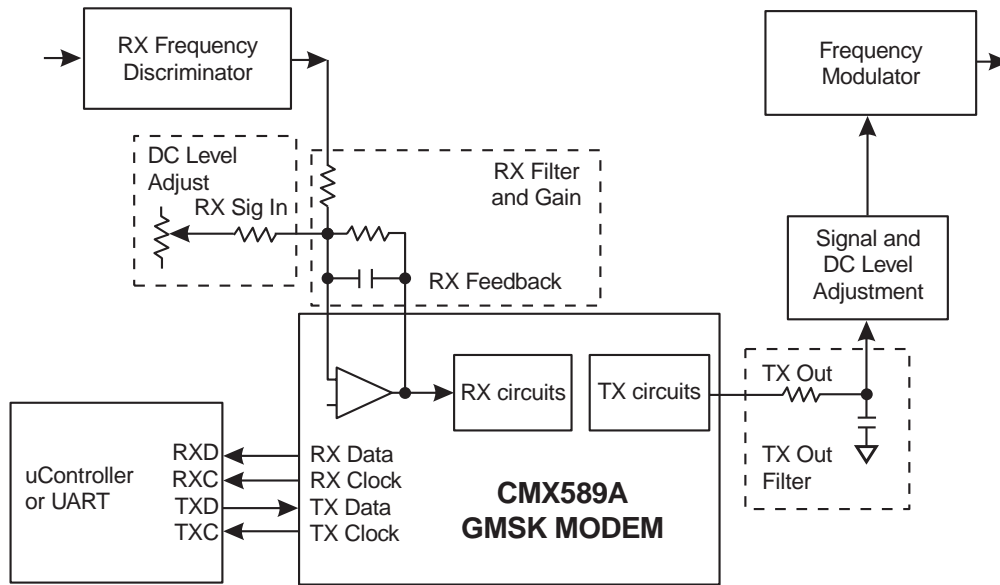 RX Frequency
Discriminator
Frequency
Modulator
DC Level
Adjust
RX Sig In
RX Filter
and Gain
RX Feedback
Signal and
DC Level
Adjustment
RX circuits
TX circuits
TX Out
TX Out
Filter
uController
or UART
RXD
RXC
TXD
TXC
RX Data
RX Clock
TX Data
TX Clock
CMX589A
GMSK MODEM